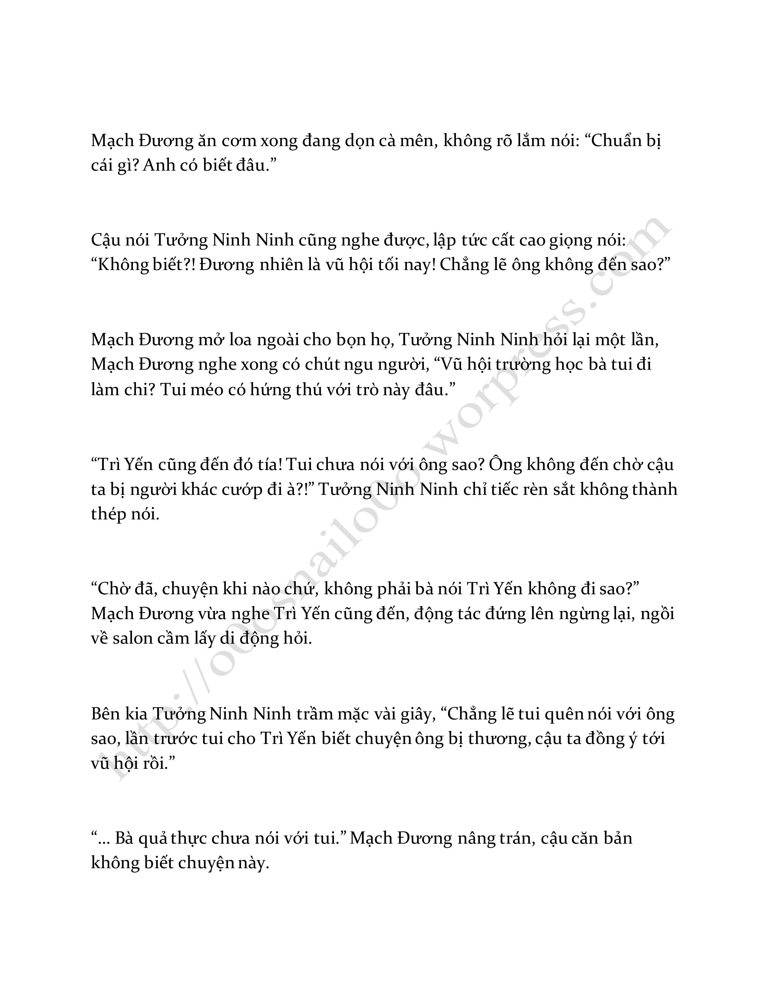 Mạch Đương ăn cơm xong đang dọn cà mên, không rõ lắm nói: “Chuẩn bị
cái gì? Anh có biết đâu.”
Cậu nói Tưởng Ninh Ninh cũng nghe được, lập tức cất cao giọng nói:
“Không biết?! Đương nhiên là vũ hội tối nay! Chẳng lẽ ông không đến sao?”
Mạch Đương mở loa ngoài cho bọn họ, Tưởng Ninh Ninh hỏi lại một lần,
Mạch Đương nghe xong có chút ngu người, “Vũ hội trường học bà tui đi
làm chi? Tui méo có hứng thú với trò này đâu.”
“Trì Yến cũng đến đó tía! Tui chưa nói với ông sao? Ông không đến chờ cậu
ta bị người khác cướp đi à?!” Tưởng Ninh Ninh chỉ tiếc rèn sắt không thành
thép nói.
“Chờ đã, chuyện khi nào chứ, không phải bà nói Trì Yến không đi sao?”
Mạch Đương vừa nghe Trì Yến cũng đến, động tác đứng lên ngừng lại, ngồi
về salon cầm lấy di động hỏi.
Bên kia Tưởng Ninh Ninh trầm mặc vài giây, “Chẳng lẽ tui quên nói với ông
sao, lần trước tui cho Trì Yến biết chuyện ông bị thương, cậu ta đồng ý tới
vũ hội rồi.”
“... Bà quả thực chưa nói với tui.” Mạch Đương nâng trán, cậu căn bản
không biết chuyện này.
http://o0osnailo0o.worpress.com